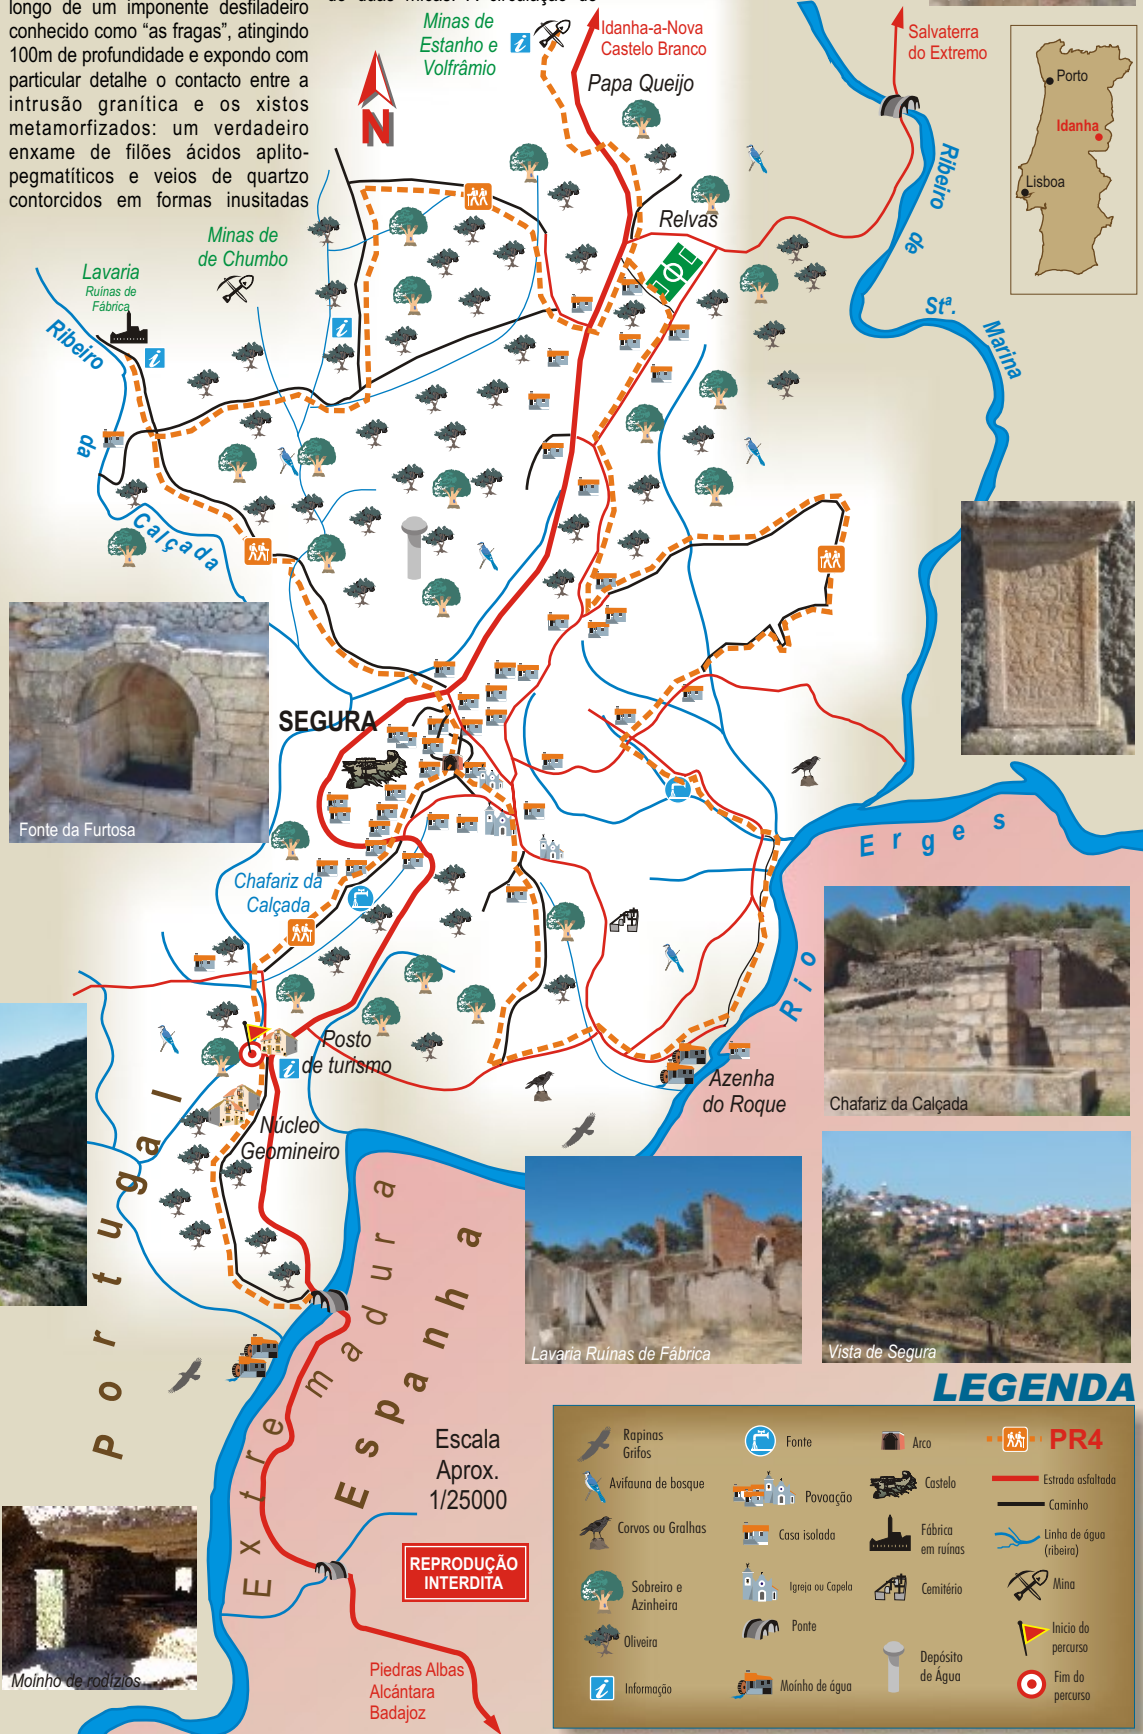 longo de um imponente desfiladeiro
conhecido como “as fragas”, atingindo
100m de profundidade e expondo com
particular detalhe o contacto entre a
intrusão granítica e os xistos
metamorfizados: um verdadeiro
enxame de filões ácidos aplito-
pegmatíticos e veios de quartzo
contorcidos em formas inusitadas
Minas de
Estanho e
Volfrâmio
Idanha-a-Nova
Castelo Branco
Papa Queijo
Salvaterra
do Extremo
Porto
Idanha
Lisboa
N
Relvas
Ribeiro
de
Stª.
Marina
Minas de
de Chumbo
Lavaria
Ruínas de
Fábrica
Ribeiro
da
Calçada
Fonte da Furtosa
SEGURA
Chafariz da
Calçada
Erges
Rio
Posto
de turismo
Núcleo
Geomineiro
Azenha
do Roque
Chafariz da Calçada
Portugal
Extremadura
Espanha
Lavaria Ruínas de Fábrica
Vista de Segura
Escala
Aprox.
1/25000
REPRODUÇÃO
INTERDITA
Moínho de rodízios
Piedras Albas
Alcántara
Badajoz
LEGENDA
Rapinas
Grifos
Avifauna de bosque
Corvos ou Gralhas
Sobreiro e
Azinheira
Oliveira
Informação
Fonte
Povoação
Casa isolada
Igreja ou Capela
Ponte
Moínho de água
Arco
Castelo
Fábrica
em ruínas
Cemitério
Depósito
de Água
PR4
Estrada asfaltada
Caminho
Linha de água
(ribeira)
Mina
Inicio do
percurso
Fim do
percurso